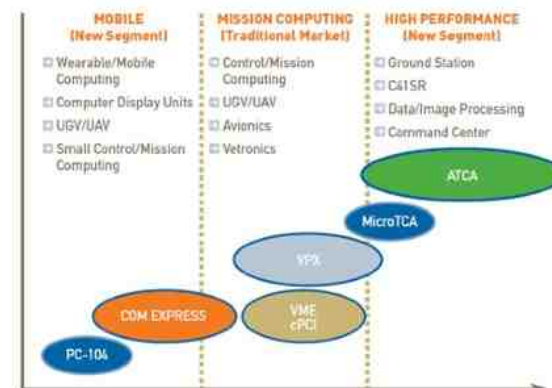 MOBILE
(New Segment)
Wearable/Mobile
Computing
Computer Display Units
UGV/UAV
Small Control/Mission
Computing
MISSION COMPUTING
(Traditional Market)
Control/Mission
Computing
UGV/UAV
Avionics
Vetronics
HIGH PERFORMANCE
(New Segment)
Ground Station
C41SR
Data/Image Processing
Command Center
ATCA
MicroTCA
VPX
COM EXPRESS
VME
cPCI
PC-104